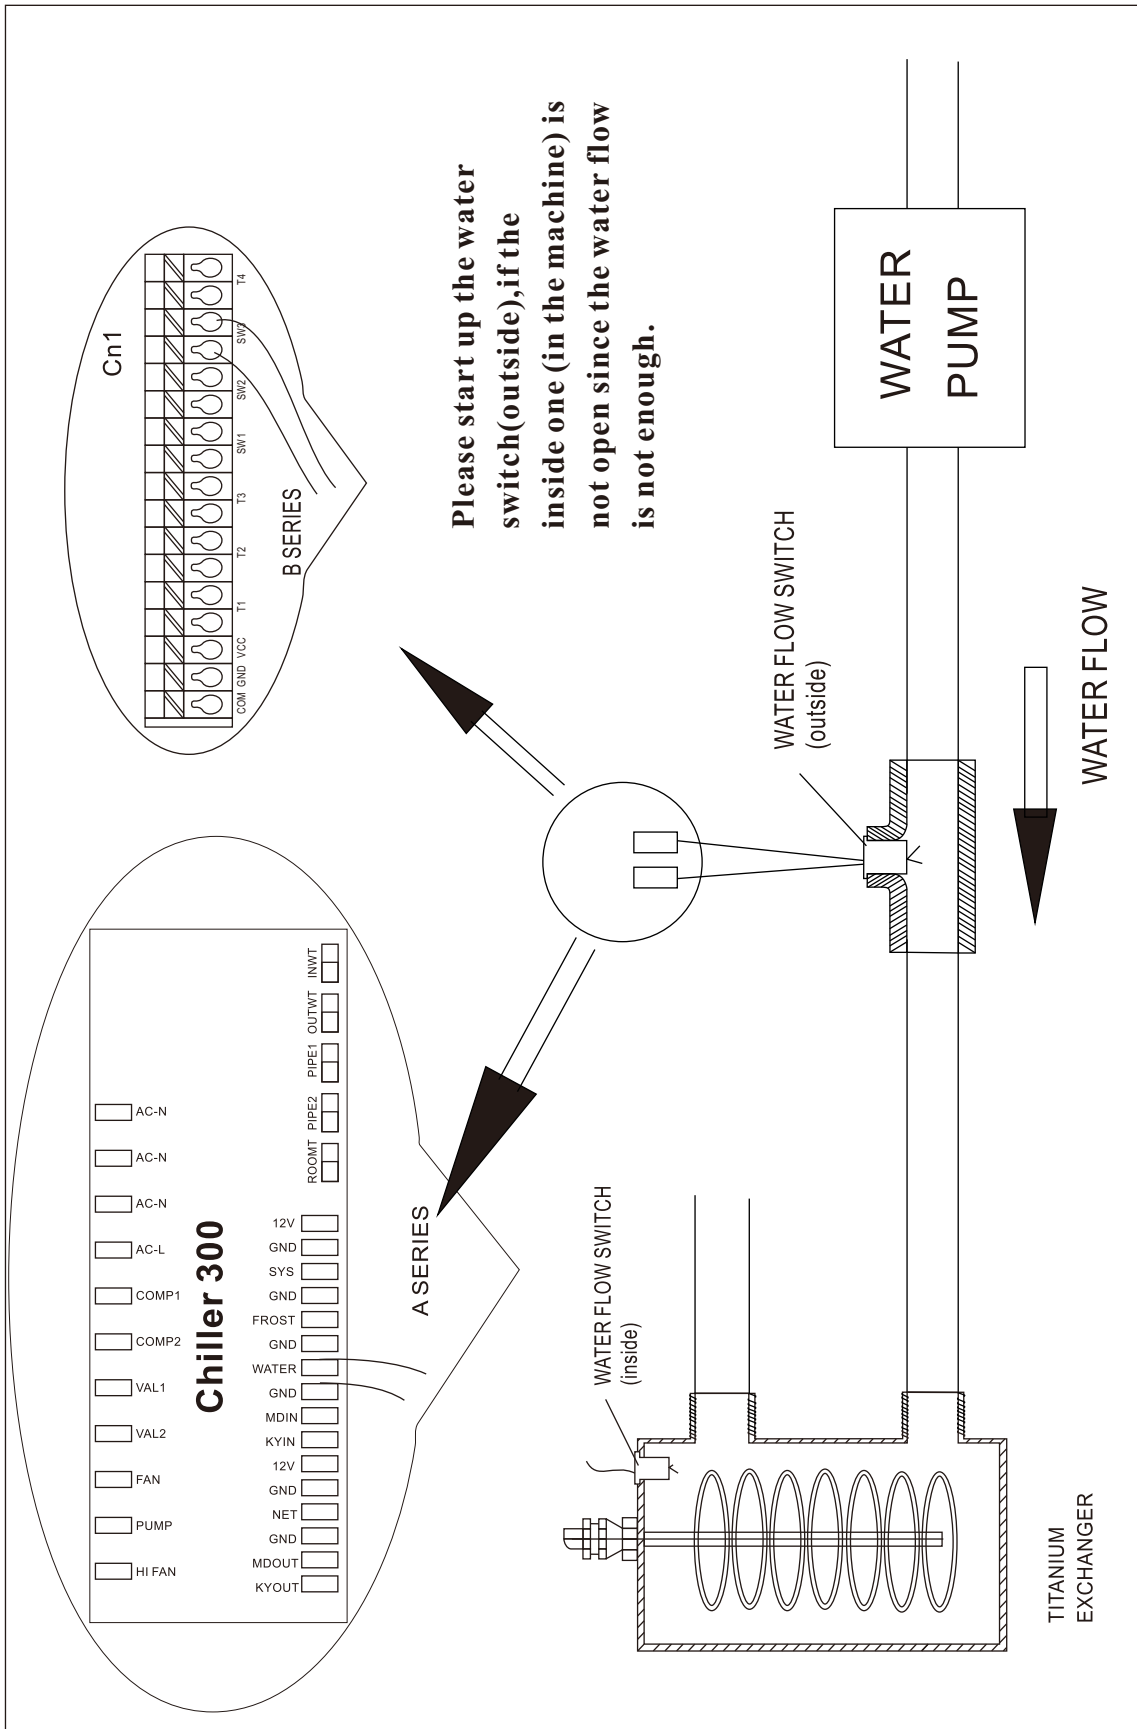 Cn1
COM GND VCC T1 T2 T3 SW1 SW2 SW3 T4
B SERIES
Please start up the water
switch(outside),if the
inside one (in the machine) is
not open since the water flow
is not enough.
WATER
PUMP
WATER FLOW SWITCH
(outside)
WATER FLOW
HI FAN
PUMP
FAN
VAL2
VAL1
COMP2
COMP1
AC-L
AC-N
AC-N
AC-N
Chiller 300
KYOUT
MDOUT
GND
NET
GND
12V
KYIN
MDIN
GND
WATER
GND
FROST
GND
SYS
GND
12V
ROOMT PIPE2 PIPE1 OUTWT INWT
A SERIES
WATER FLOW SWITCH
(inside)
TITANIUM
EXCHANGER